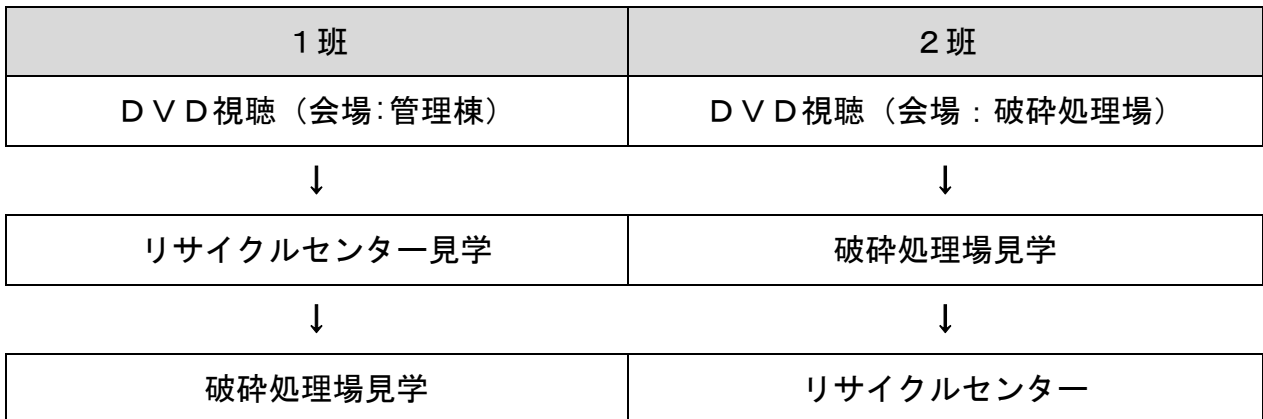 １班 ２班
ＤＶＤ視聴（会場：管理棟） ＤＶＤ視聴（会場：破砕処理場）
↓ ↓
リサイクルセンター見学 破砕処理場見学
↓ ↓
破砕処理場見学 リサイクルセンター